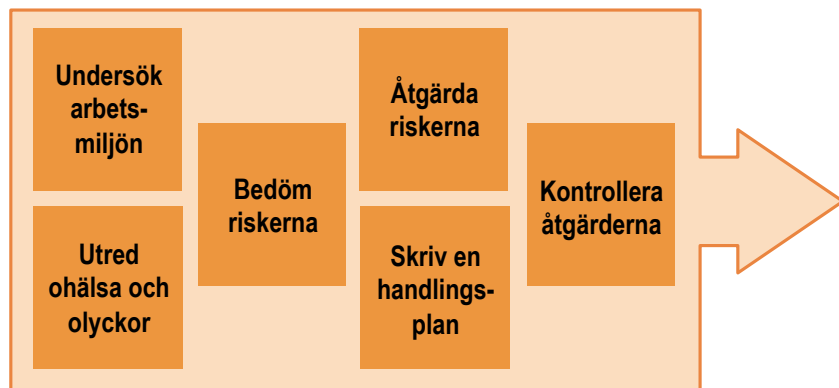 Undersök
arbets-
miljön
Utred
ohälsa och
olyckor
Bedöm
riskerna
Åtgärda
riskerna
Skriv en
handlings-
plan
Kontrollera
åtgärderna